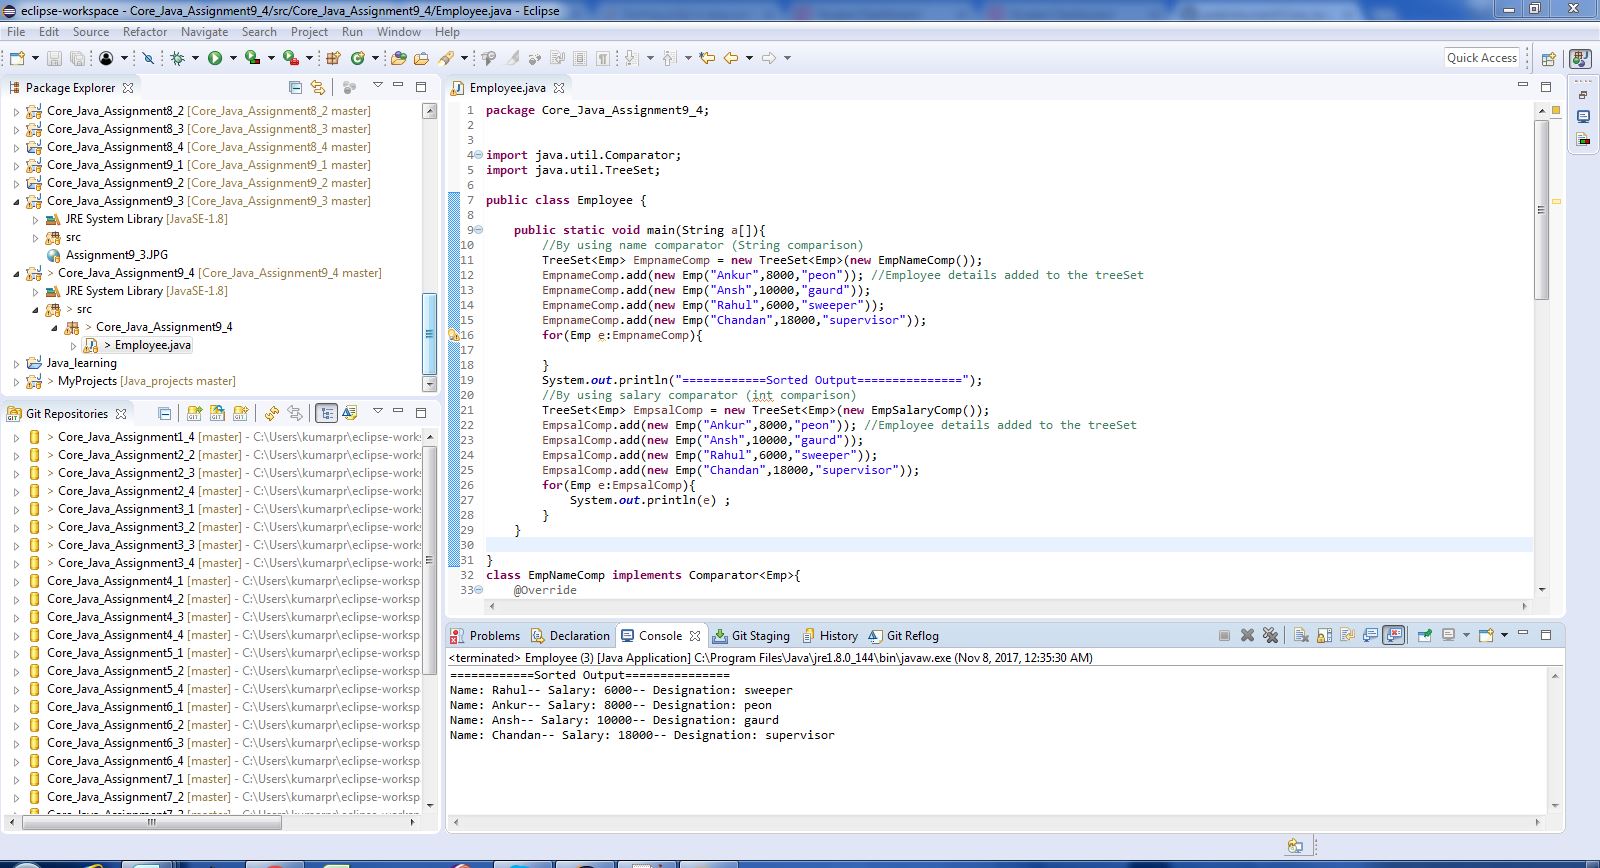 eclipse-workspace - Core_Java_Assignment9_4/src/Core_Java_Assignment9_4/Employee.java - Eclipse
File Edit Source Refactor Navigate Search Project Run Window Help
Quick Access
Package Explorer
Core_Java_Assignment8_2 [Core_Java_Assignment8_2 master]
Core_Java_Assignment8_3 [Core_Java_Assignment8_3 master]
Core_Java_Assignment8_4 [Core_Java_Assignment8_4 master]
Core_Java_Assignment9_1 [Core_Java_Assignment9_1 master]
Core_Java_Assignment9_2 [Core_Java_Assignment9_2 master]
Core_Java_Assignment9_3 [Core_Java_Assignment9_3 master]
JRE System Library [JavaSE-1.8]
src
Assignment9_3.JPG
> Core_Java_Assignment9_4 [Core_Java_Assignment9_4 master]
JRE System Library [JavaSE-1.8]
> src
> Core_Java_Assignment9_4
> Employee.java
Java_learning
> MyProjects [Java_projects master]
Git Repositories
> Core_Java_Assignment1_4 [master] - C:\Users\kumarpr\eclipse-works
> Core_Java_Assignment2_2 [master] - C:\Users\kumarpr\eclipse-works
> Core_Java_Assignment2_3 [master] - C:\Users\kumarpr\eclipse-works
> Core_Java_Assignment2_4 [master] - C:\Users\kumarpr\eclipse-works
> Core_Java_Assignment3_1 [master] - C:\Users\kumarpr\eclipse-works
> Core_Java_Assignment3_2 [master] - C:\Users\kumarpr\eclipse-works
> Core_Java_Assignment3_3 [master] - C:\Users\kumarpr\eclipse-works
> Core_Java_Assignment3_4 [master] - C:\Users\kumarpr\eclipse-works
Core_Java_Assignment4_1 [master] - C:\Users\kumarpr\eclipse-worksp
Core_Java_Assignment4_2 [master] - C:\Users\kumarpr\eclipse-worksp
Core_Java_Assignment4_3 [master] - C:\Users\kumarpr\eclipse-worksp
Core_Java_Assignment4_4 [master] - C:\Users\kumarpr\eclipse-worksp
Core_Java_Assignment5_1 [master] - C:\Users\kumarpr\eclipse-worksp
Core_Java_Assignment5_2 [master] - C:\Users\kumarpr\eclipse-worksp
Core_Java_Assignment5_4 [master] - C:\Users\kumarpr\eclipse-worksp
Core_Java_Assignment6_1 [master] - C:\Users\kumarpr\eclipse-worksp
Core_Java_Assignment6_2 [master] - C:\Users\kumarpr\eclipse-worksp
Core_Java_Assignment6_3 [master] - C:\Users\kumarpr\eclipse-worksp
Core_Java_Assignment6_4 [master] - C:\Users\kumarpr\eclipse-worksp
Core_Java_Assignment7_1 [master] - C:\Users\kumarpr\eclipse-worksp
Core_Java_Assignment7_2 [master] - C:\Users\kumarpr\eclipse-worksp
Employee.java
1 package Core_Java_Assignment9_4;
2
3
4 import java.util.Comparator;
5 import java.util.TreeSet;
6
7 public class Employee {
8
9 public static void main(String a[]){
10 //By using name comparator (String comparison)
11 TreeSet<Emp> EmpnameComp = new TreeSet<Emp>(new EmpNameComp());
12 EmpnameComp.add(new Emp("Ankur",8000,"peon")); //Employee details added to the treeSet
13 EmpnameComp.add(new Emp("Ansh",10000,"gaurd"));
14 EmpnameComp.add(new Emp("Rahul",6000,"sweeper"));
15 EmpnameComp.add(new Emp("Chandan",18000,"supervisor"));
16 for(Emp e:EmpnameComp){
17
18 }
19 System.out.println("============Sorted Output===============");
20 //By using salary comparator (int comparison)
21 TreeSet<Emp> EmpsalComp = new TreeSet<Emp>(new EmpSalaryComp());
22 EmpsalComp.add(new Emp("Ankur",8000,"peon")); //Employee details added to the treeSet
23 EmpsalComp.add(new Emp("Ansh",10000,"gaurd"));
24 EmpsalComp.add(new Emp("Rahul",6000,"sweeper"));
25 EmpsalComp.add(new Emp("Chandan",18000,"supervisor"));
26 for(Emp e:EmpsalComp){
27 System.out.println(e) ;
28 }
29 }
30
31 }
32 class EmpNameComp implements Comparator<Emp>{
33 @Override
Problems Declaration Console Git Staging History Git Reflog
<terminated> Employee (3) [Java Application] C:\Program Files\Java\jre1.8.0_144\bin\javaw.exe (Nov 8, 2017, 12:35:30 AM)
============Sorted Output===============
Name: Rahul-- Salary: 6000-- Designation: sweeper
Name: Ankur-- Salary: 8000-- Designation: peon
Name: Ansh-- Salary: 10000-- Designation: gaurd
Name: Chandan-- Salary: 18000-- Designation: supervisor